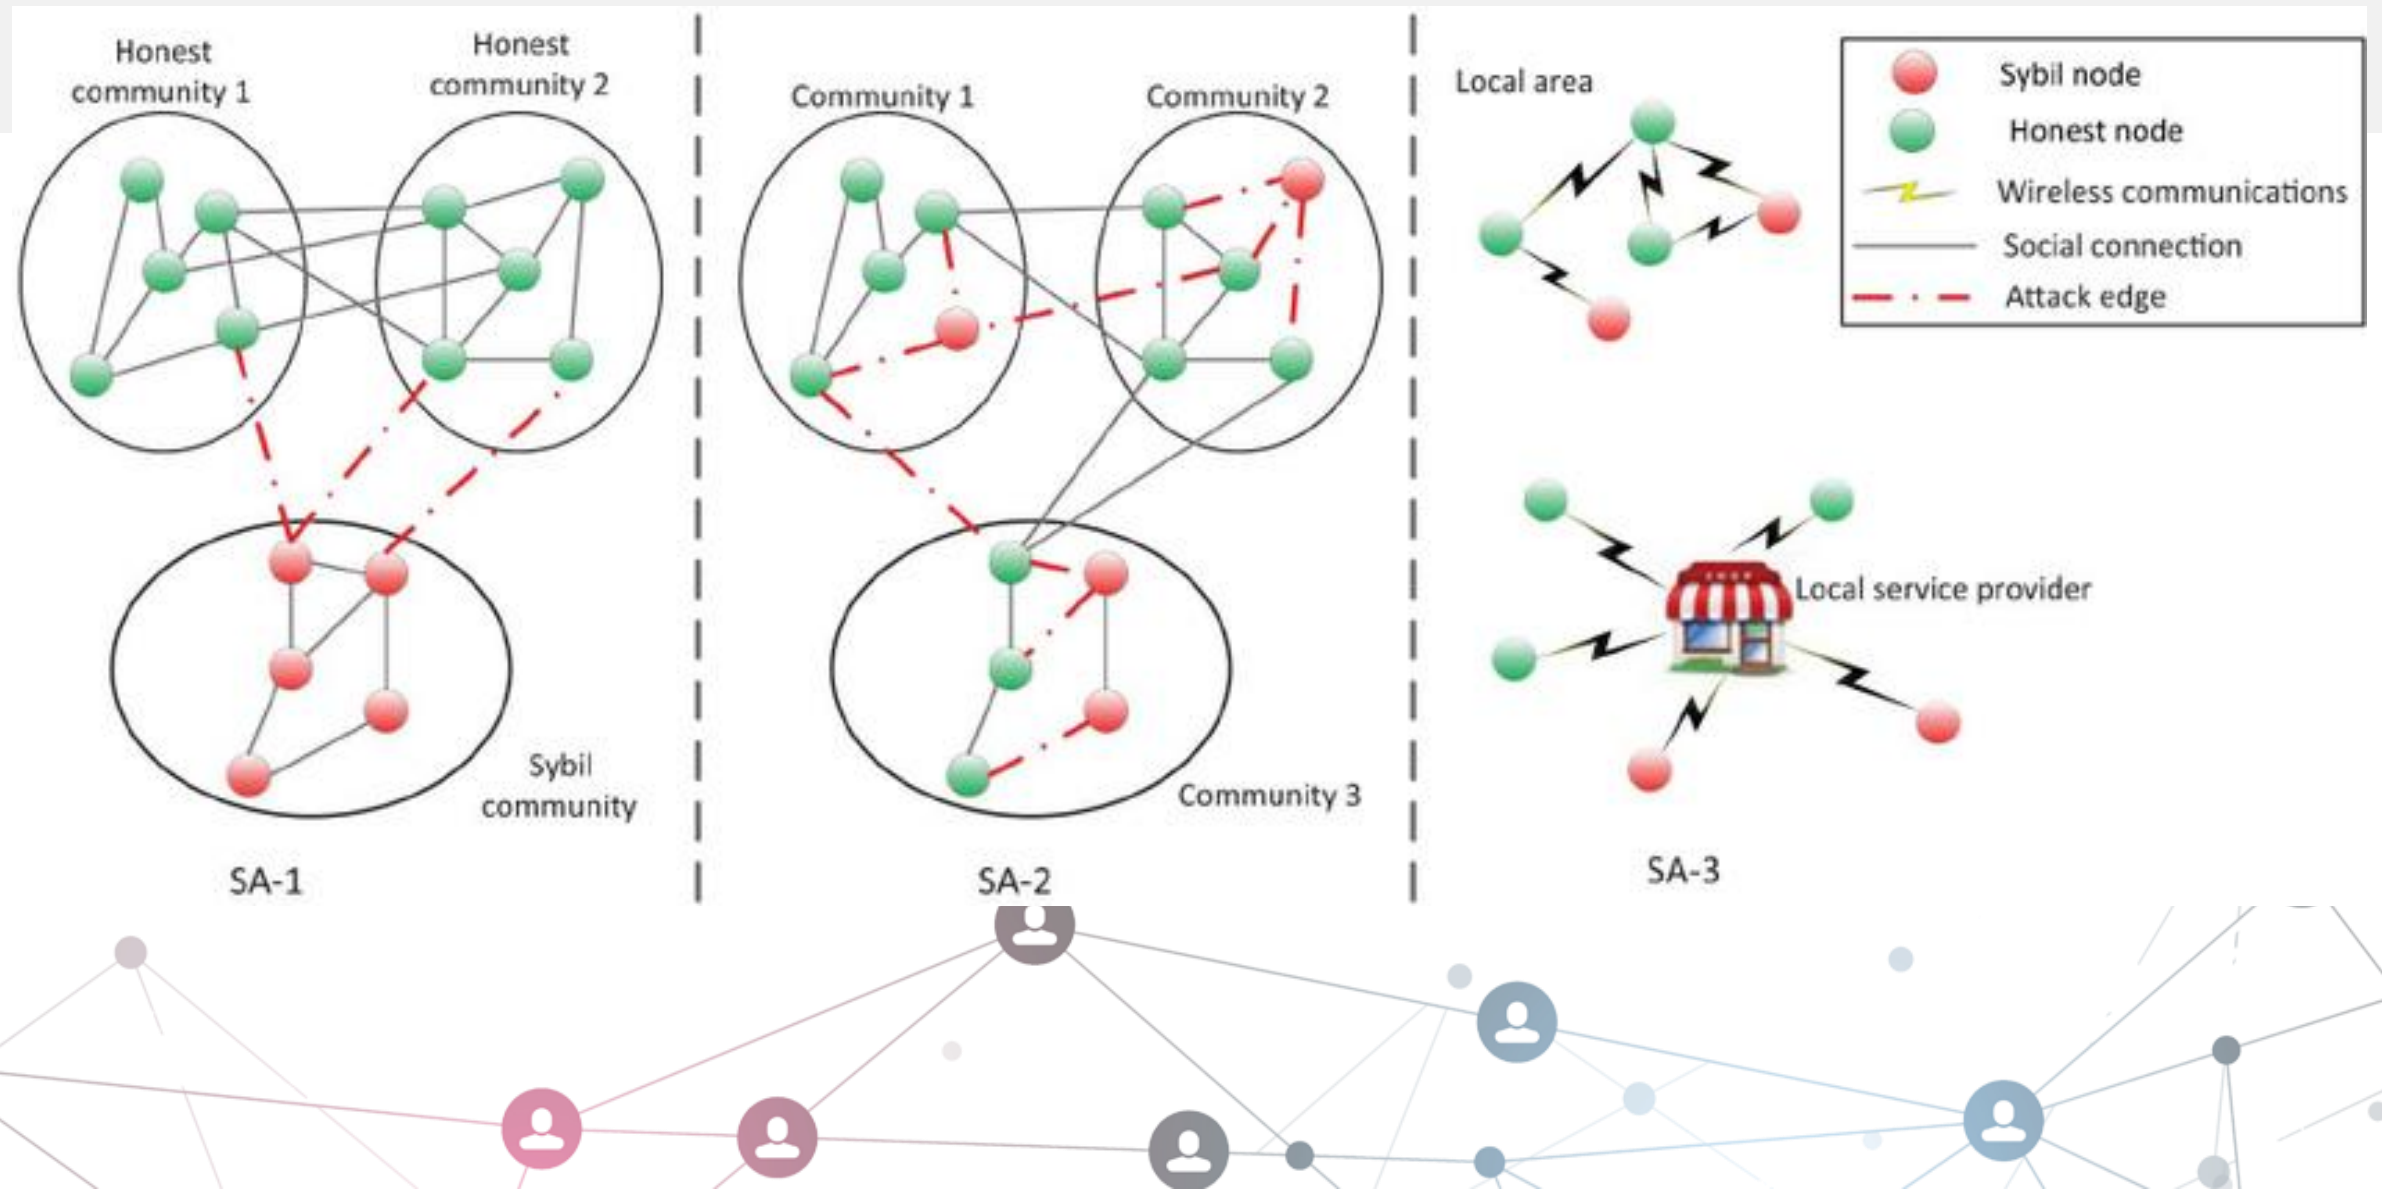 Honest
community 1
Honest
community 2
Sybil
community
SA-1
Community 1
Community 2
Community 3
SA-2
Local area
Local service provider
SA-3
Sybil node
Honest node
Wireless communications
Social connection
Attack edge